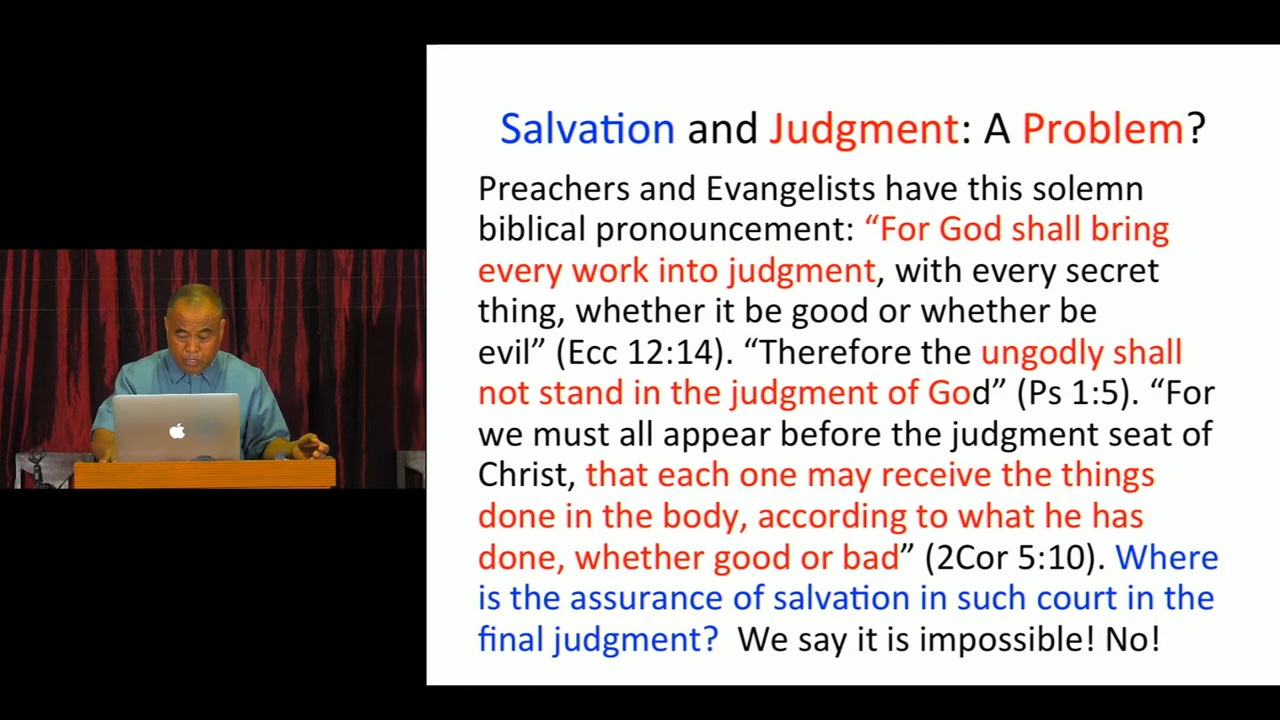 Salvation and Judgment: A Problem?
Preachers and Evangelists have this solemn
biblical pronouncement: “For God shall bring
every work into judgment, with every secret
thing, whether it be good or whether be
evil” (Ecc 12:14). “Therefore the ungodly shall
not stand in the judgment of God” (Ps 1:5). “For
we must all appear before the judgment seat of
Christ, that each one may receive the things
done in the body, according to what he has
done, whether good or bad” (2Cor 5:10). Where
is the assurance of salvation in such court in the
final judgment? We say it is impossible! No!